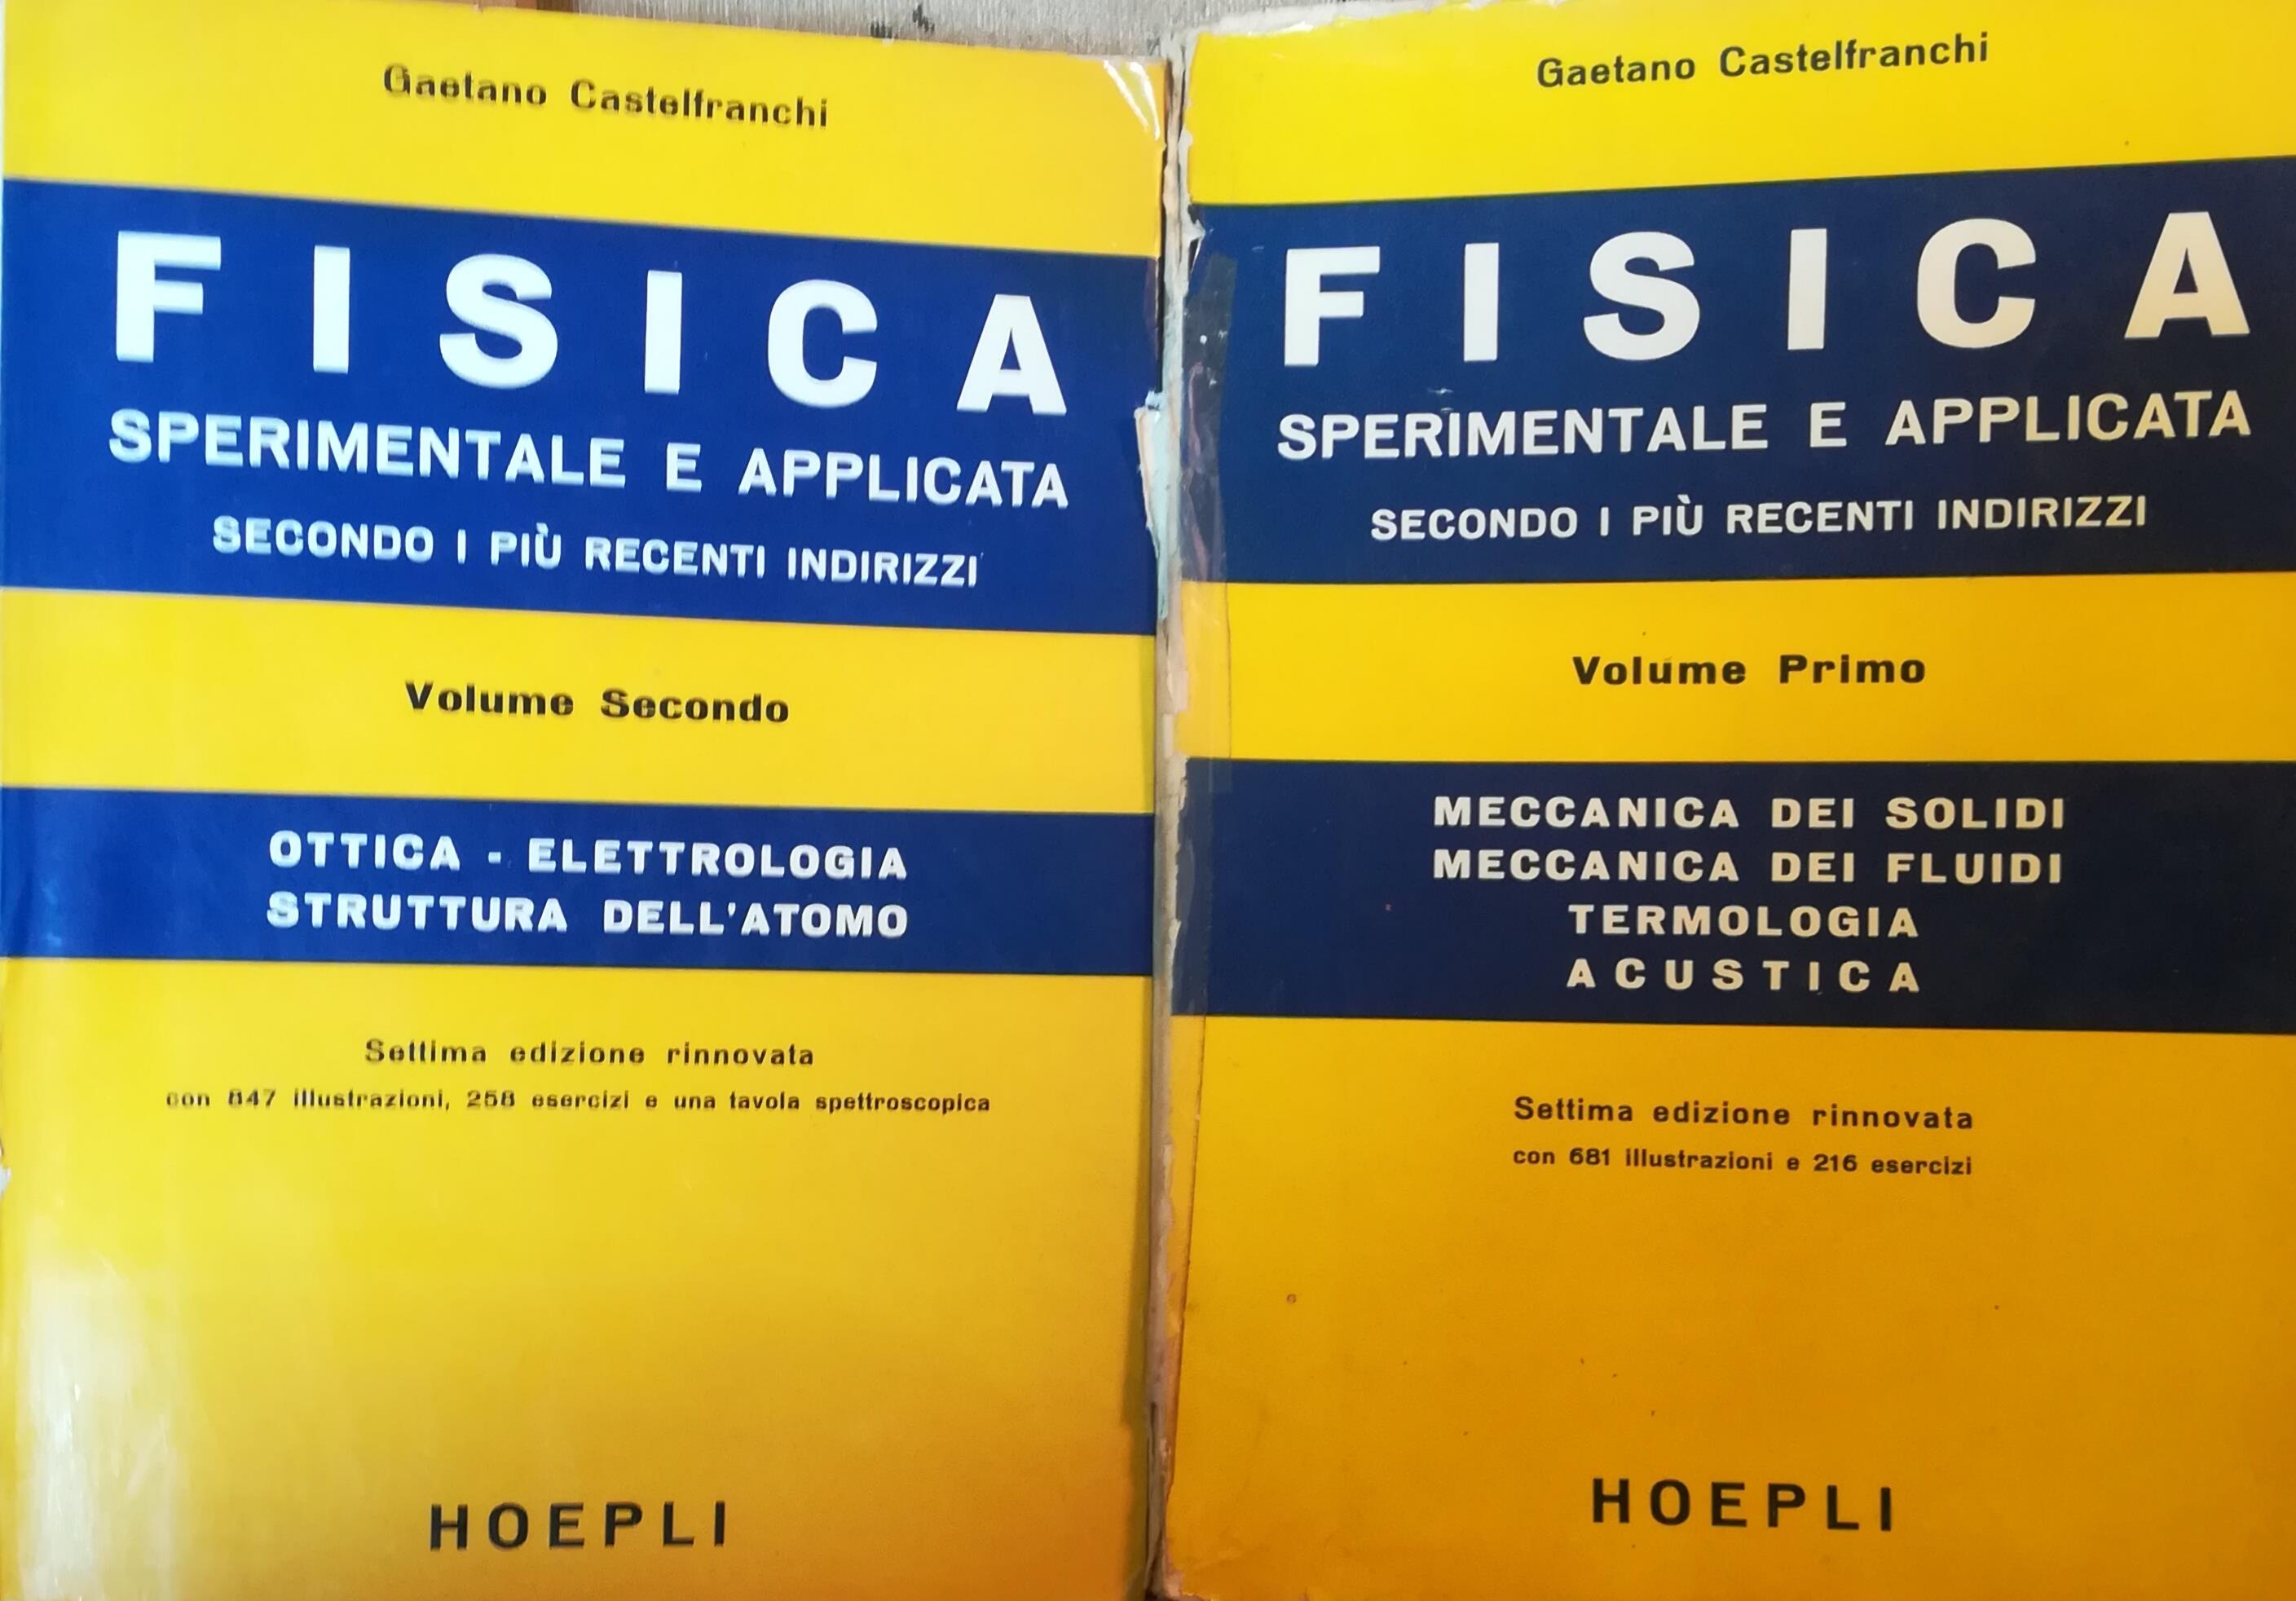 Gaetano Castelfranchi
FISICA
SPERIMENTALE E APPLICATA
SECONDO I PIÙ RECENTI INDIRIZZI
Volume Secondo
OTTICA - ELETTROLOGIA
STRUTTURA DELL'ATOMO
Settima edizione rinnovata
con 847 illustrazioni, 258 esercizi e una tavola spettroscopica
HOEPLI
Gaetano Castelfranchi
FISICA
SPERIMENTALE E APPLICATA
SECONDO I PIÙ RECENTI INDIRIZZI
Volume Primo
MECCANICA DEI SOLIDI
MECCANICA DEI FLUIDI
TERMOLOGIA
ACUSTICA
Settima edizione rinnovata
con 681 illustrazioni e 216 esercizi
HOEPLI